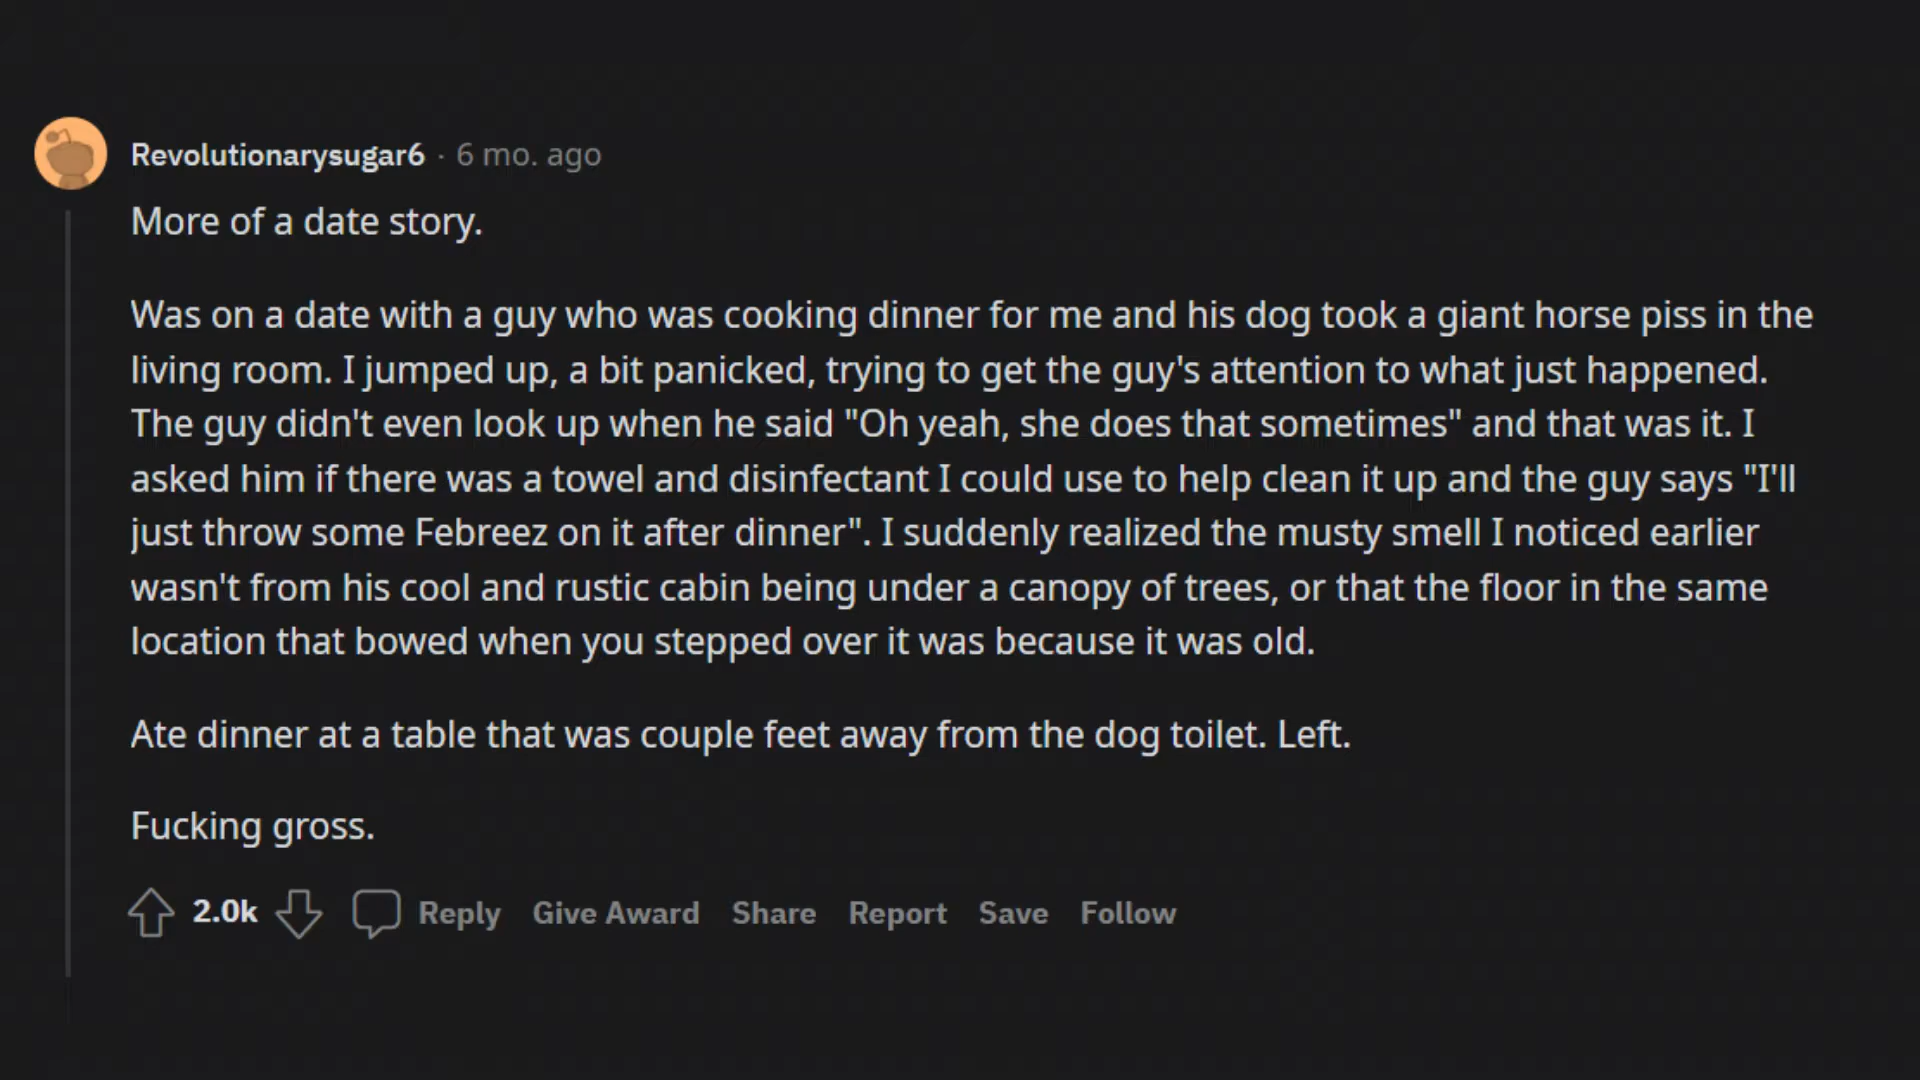 Revolutionarysugar6 · 6 mo. ago
More of a date story.
Was on a date with a guy who was cooking dinner for me and his dog took a giant horse piss in the
living room. I jumped up, a bit panicked, trying to get the guy's attention to what just happened.
The guy didn't even look up when he said "Oh yeah, she does that sometimes" and that was it. I
asked him if there was a towel and disinfectant I could use to help clean it up and the guy says "I'll
just throw some Febreez on it after dinner". I suddenly realized the musty smell I noticed earlier
wasn't from his cool and rustic cabin being under a canopy of trees, or that the floor in the same
location that bowed when you stepped over it was because it was old.
Ate dinner at a table that was couple feet away from the dog toilet. Left.
Fucking gross.
2.0k Reply Give Award Share Report Save Follow